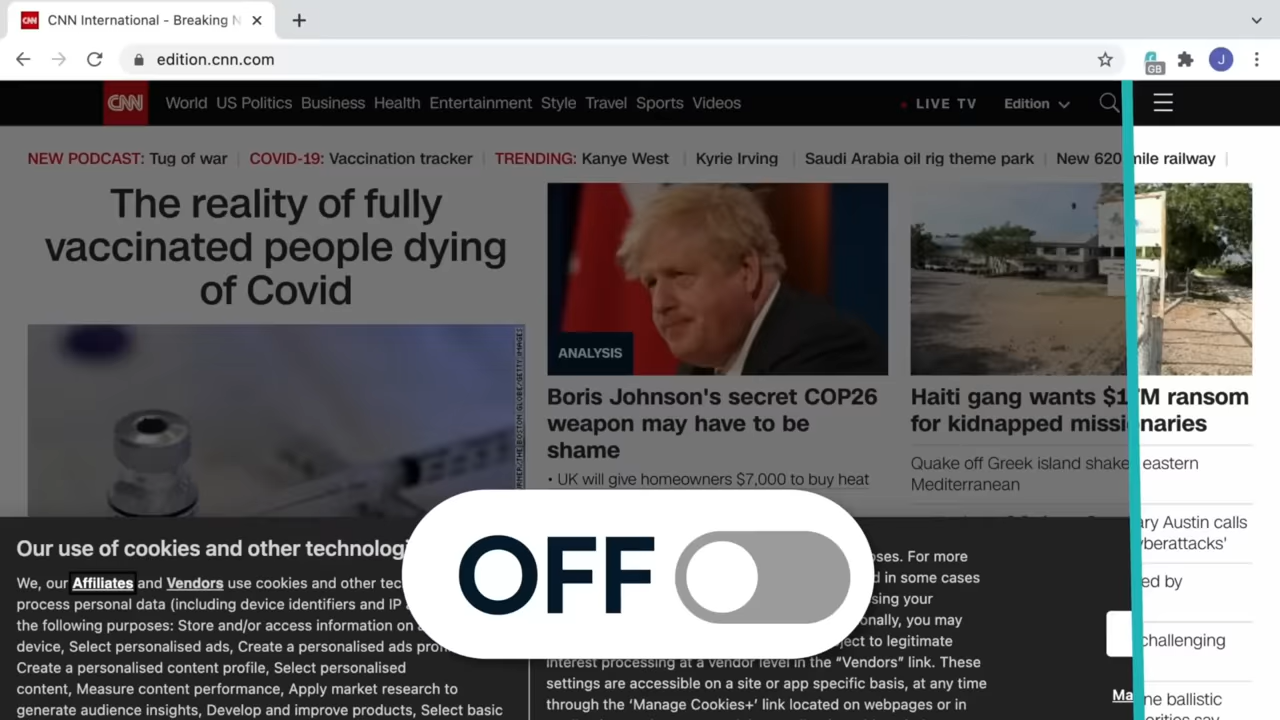 CNN International - Breaking N
edition.cnn.com
GB
J
CNN World US Politics Business Health Entertainment Style Travel Sports Videos LIVE TV Edition
NEW PODCAST: Tug of war COVID-19: Vaccination tracker TRENDING: Kanye West Kyrie Irving Saudi Arabia oil rig theme park New 620 mile railway
The reality of fully
vaccinated people dying
of Covid
ANALYSIS
Boris Johnson's secret COP26
weapon may have to be
shame
• UK will give homeowners $7,000 to buy heat
Haiti gang wants $17M ransom
for kidnapped missionaries
Quake off Greek island shakes eastern
Mediterranean
ary Austin calls
yberattacks'
ed by
challenging
ne ballistic
Our use of cookies and other technologi
We, our Affiliates and Vendors use cookies and other tec
process personal data (including device identifiers and IP
the following purposes: Store and/or access information on
device, Select personalised ads, Create a personalised ads pro
Create a personalised content profile, Select personalised
content, Measure content performance, Apply market research to
generate audience insights, Develop and improve products, Select basic
OFF
oses. For more
d in some cases
sing your
onally, you may
ject to legitimate
interest processing at a vendor level in the “Vendors” link. These
settings are accessible on a site or app specific basis, at any time
through the ‘Manage Cookies+’ link located on webpages or in
Ma